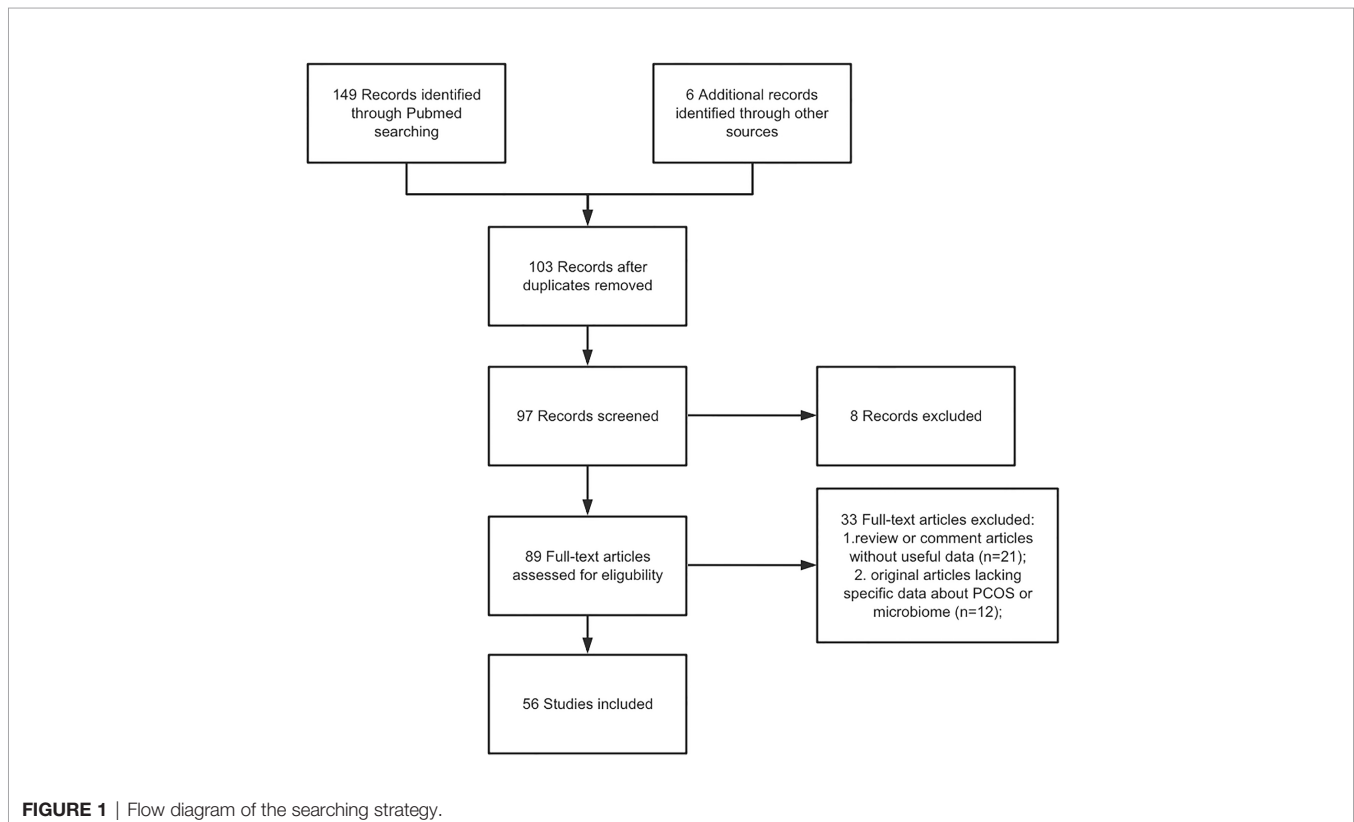 149 Records identified
through Pubmed
searching
6 Additional records
identified through other
sources
103 Records after
duplicates removed
97 Records screened
8 Records excluded
89 Full-text articles
assessed for eligubility
33 Full-text articles excluded:
1.review or comment articles
without useful data (n=21);
2. original articles lacking
specific data about PCOS or
microbiome (n=12);
56 Studies included
FIGURE 1 | Flow diagram of the searching strategy.